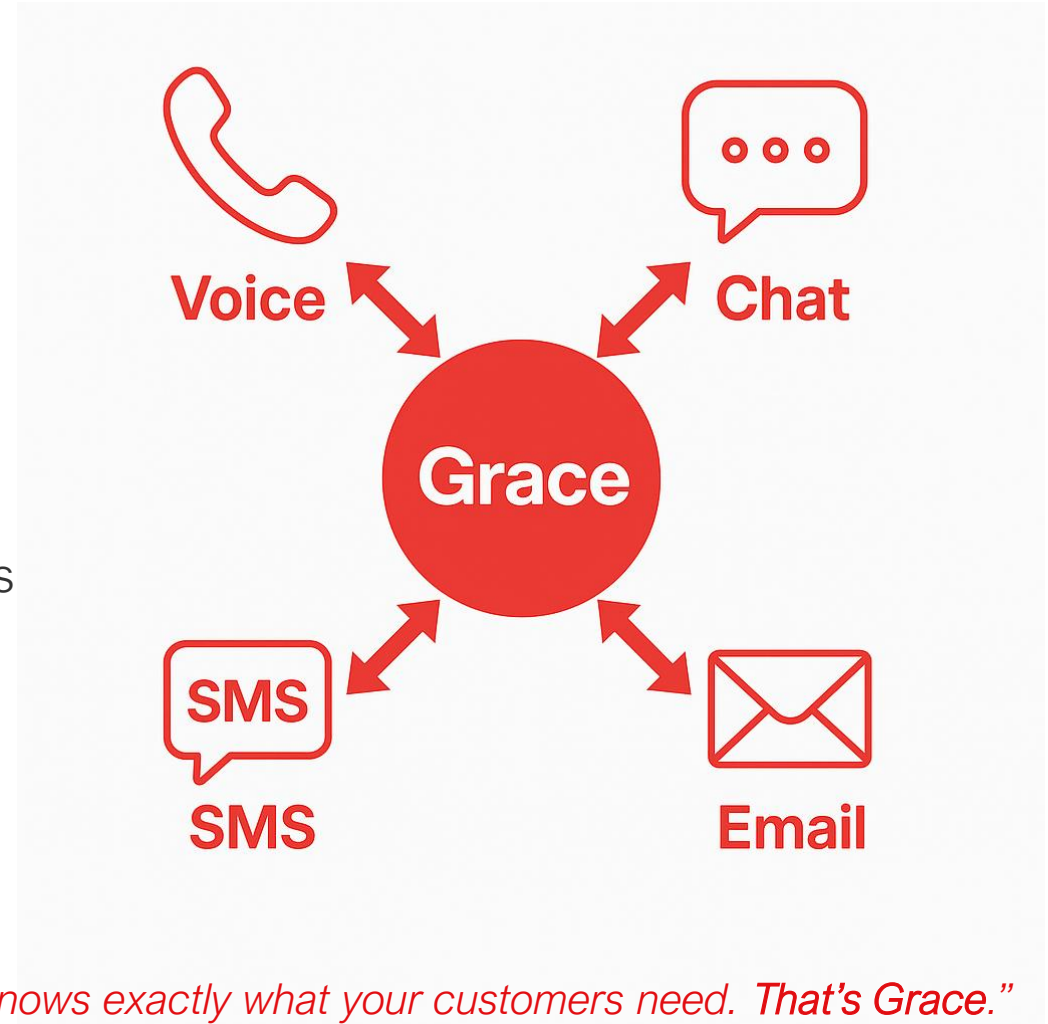 Voice
Chat
Grace
s
SMS
SMS
Email
nows exactly what your customers need. That's Grace.”